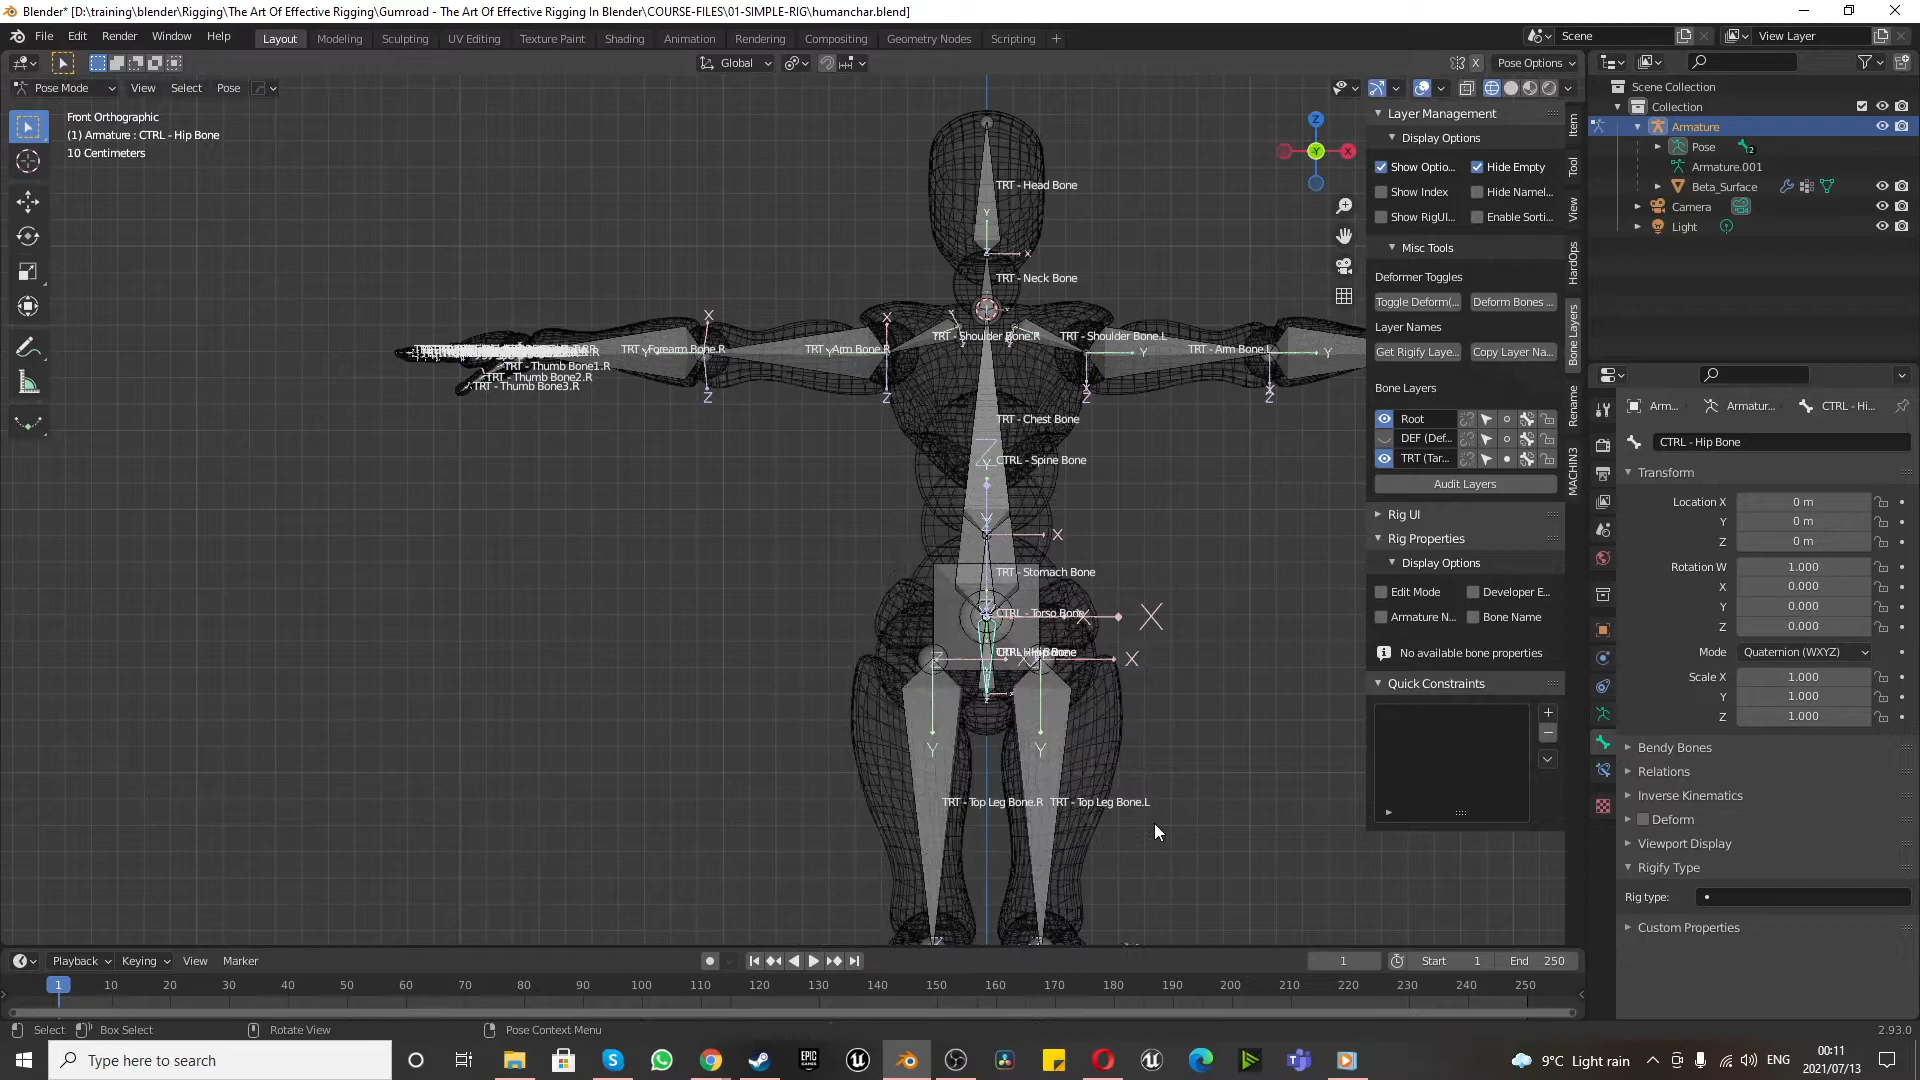 Blender* [D:\training\blender\Rigging\The Art Of Effective Rigging\Gumroad - The Art Of Effective Rigging In Blender\COURSE-FILES\01-SIMPLE-RIG\humanchar.blend]
File Edit Render Window Help
Layout Modeling Sculpting UV Editing Texture Paint Shading Animation Rendering Compositing Geometry Nodes Scripting +
Scene
View Layer
Global
X
Pose Options
Pose Mode
View Select Pose
Front Orthographic
(1) Armature : CTRL - Hip Bone
10 Centimeters
TRT - Head Bone
TRT - Neck Bone
TRT - Shoulder Bone.R
TRT - Shoulder Bone.L
TRT - Forearm Bone.R
TRT - Arm Bone.R
TRT - Arm Bone.L
TRT - Thumb Bone1.R
TRT - Thumb Bone2.R
TRT - Thumb Bone3.R
TRT - Chest Bone
CTRL - Spine Bone
TRT - Stomach Bone
CTRL - Torso Bone
TRT - Top Leg Bone.R
TRT - Top Leg Bone.L
Layer Management
Display Options
Show Optio...
Hide Empty
Show Index
Hide Namel...
Show RigUI...
Enable Sorti...
Misc Tools
Deformer Toggles
Toggle Deform(...
Deform Bones ...
Layer Names
Get Rigify Laye...
Copy Layer Na...
Bone Layers
Root
DEF (Def...
TRT (Tar...
Audit Layers
Rig UI
Rig Properties
Display Options
Edit Mode
Developer E...
Armature N...
Bone Name
No available bone properties
Quick Constraints
Item
Tool
View
HardOps
Bone Layers
Rename
MACHIN3
Scene Collection
Collection
Armature
Pose
2
Armature.001
Beta_Surface
Camera
Light
Arm...
Armatur...
CTRL - Hi...
CTRL - Hip Bone
Transform
Location X 0 m
Y 0 m
Z 0 m
Rotation W 1.000
X 0.000
Y 0.000
Z 0.000
Mode Quaternion (WXYZ)
Scale X 1.000
Y 1.000
Z 1.000
Bendy Bones
Relations
Inverse Kinematics
Deform
Viewport Display
Rigify Type
Rig type:
Custom Properties
Playback Keying View Marker
1
Start 1
End 250
1 10 20 30 40 50 60 70 80 90 100 110 120 130 140 150 160 170 180 190 200 210 220 230 240 250
Select
Box Select
Rotate View
Pose Context Menu
2.93.0
Type here to search
9°C Light rain
ENG
00:11
2021/07/13